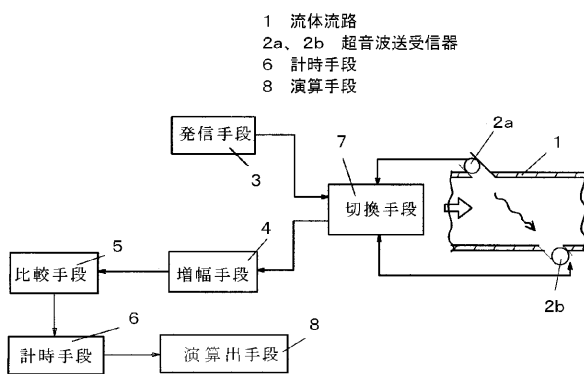 1 流体流路
2a、2b 超音波送受信器
6 計時手段
8 演算手段
発信手段
3
7
切換手段
2a
1
5
比較手段
4
増幅手段
2b
6
計時手段
8
演算出手段